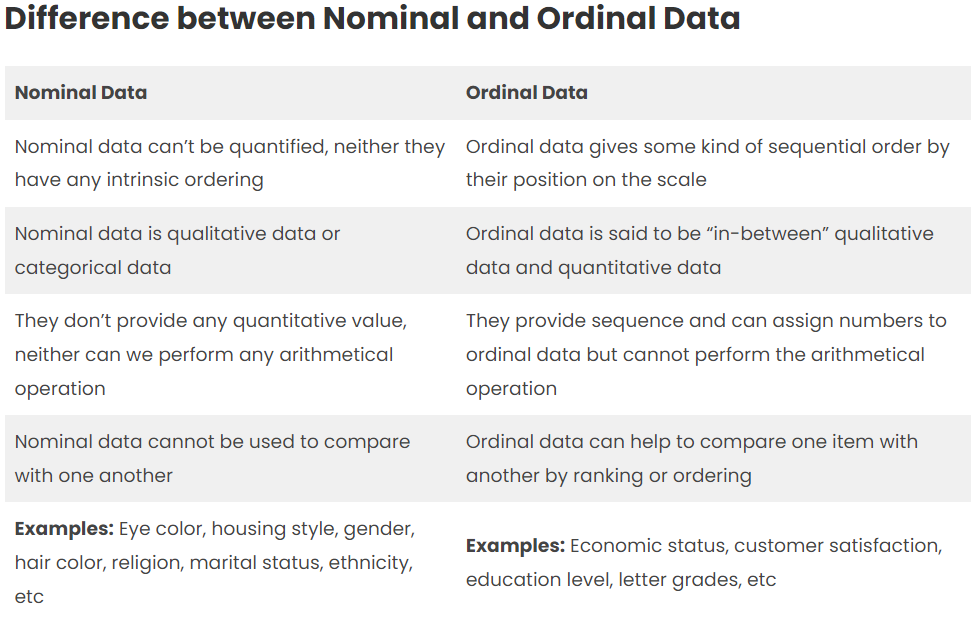 Difference between Nominal and Ordinal Data
Nominal Data
Ordinal Data
Nominal data can’t be quantified, neither they
have any intrinsic ordering
Ordinal data gives some kind of sequential order by
their position on the scale
Nominal data is qualitative data or
categorical data
Ordinal data is said to be “in-between” qualitative
data and quantitative data
They don’t provide any quantitative value,
neither can we perform any arithmetical
operation
They provide sequence and can assign numbers to
ordinal data but cannot perform the arithmetical
operation
Nominal data cannot be used to compare
with one another
Ordinal data can help to compare one item with
another by ranking or ordering
Examples: Eye color, housing style, gender,
hair color, religion, marital status, ethnicity,
etc
Examples: Economic status, customer satisfaction,
education level, letter grades, etc